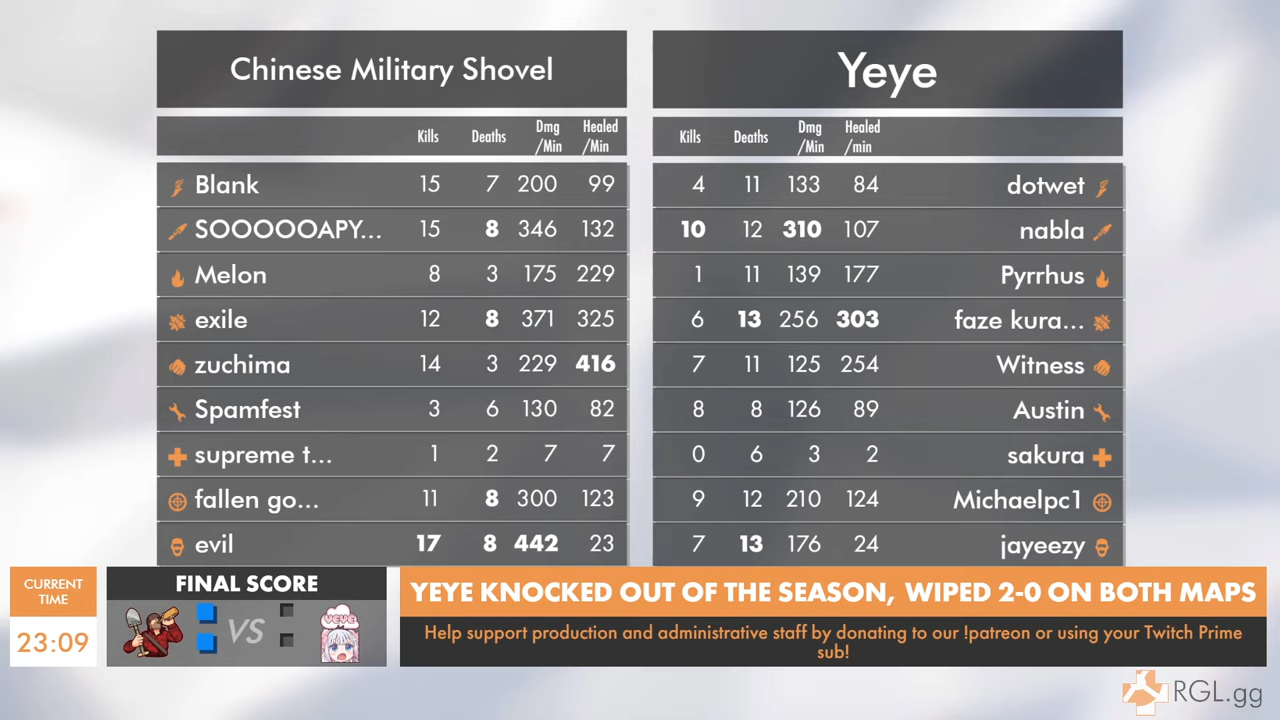 Chinese Military Shovel
Kills Deaths Dmg /Min Healed /Min
Blank 15 7 200 99
SOOOOOAPY... 15 8 346 132
Melon 8 3 175 229
exile 12 8 371 325
zuchima 14 3 229 416
Spamfest 3 6 130 82
supreme t... 1 2 7 7
fallen go... 11 8 300 123
evil 17 8 442 23
Yeye
Kills Deaths Dmg /Min Healed /min
4 11 133 84 dotwet
10 12 310 107 nabla
1 11 139 177 Pyrrhus
6 13 256 303 faze kura...
7 11 125 254 Witness
8 8 126 89 Austin
0 6 3 2 sakura
9 12 210 124 Michaelpc1
7 13 176 24 jayeezy
CURRENT
TIME
23:09
FINAL SCORE
VS
YEYE
YEYE KNOCKED OUT OF THE SEASON, WIPED 2-0 ON BOTH MAPS
Help support production and administrative staff by donating to our !patreon or using your Twitch Prime
sub!
RGL.gg